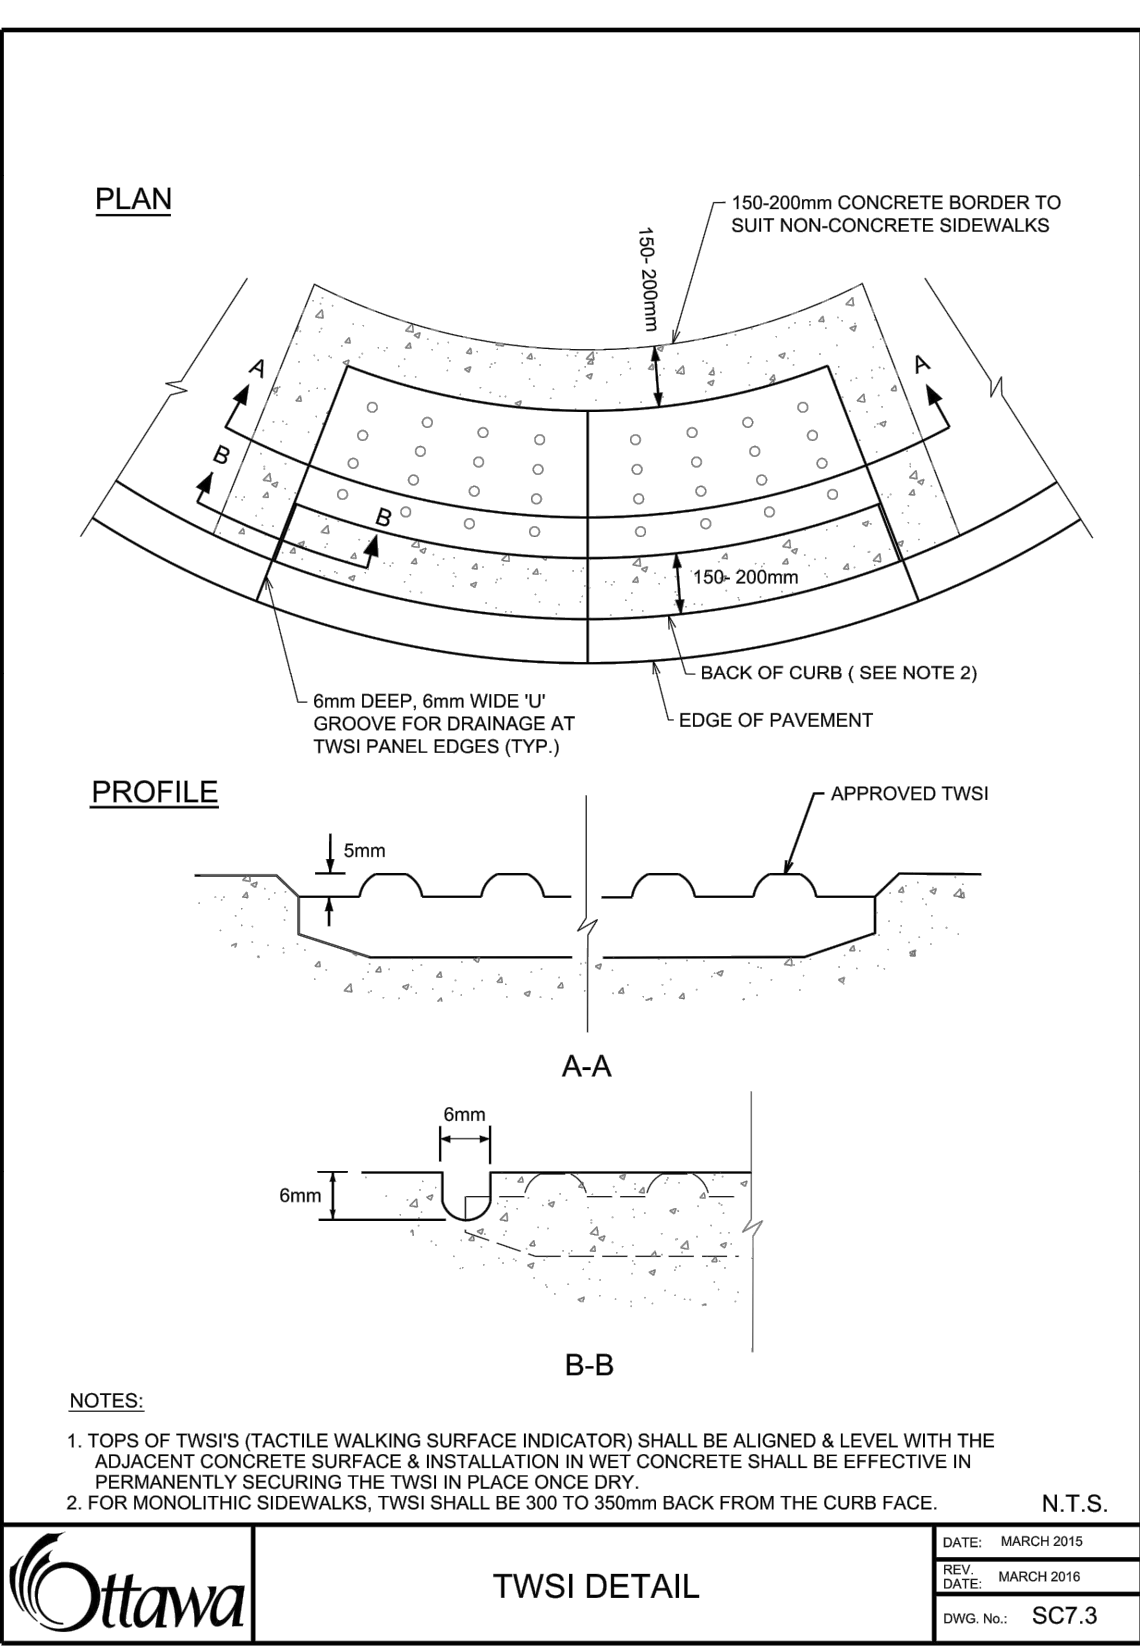 PLAN
150-200mm CONCRETE BORDER TO
SUIT NON-CONCRETE SIDEWALKS
150- 200mm
A
A
B
B
150- 200mm
BACK OF CURB ( SEE NOTE 2)
6mm DEEP, 6mm WIDE 'U'
GROOVE FOR DRAINAGE AT
TWSI PANEL EDGES (TYP.)
EDGE OF PAVEMENT
PROFILE
APPROVED TWSI
5mm
A-A
6mm
6mm
B-B
NOTES:
1. TOPS OF TWSI'S (TACTILE WALKING SURFACE INDICATOR) SHALL BE ALIGNED & LEVEL WITH THE
ADJACENT CONCRETE SURFACE & INSTALLATION IN WET CONCRETE SHALL BE EFFECTIVE IN
PERMANENTLY SECURING THE TWSI IN PLACE ONCE DRY.
2. FOR MONOLITHIC SIDEWALKS, TWSI SHALL BE 300 TO 350mm BACK FROM THE CURB FACE.
N.T.S.
Ottawa
TWSI DETAIL
DATE: MARCH 2015
REV.
DATE: MARCH 2016
DWG. No.: SC7.3